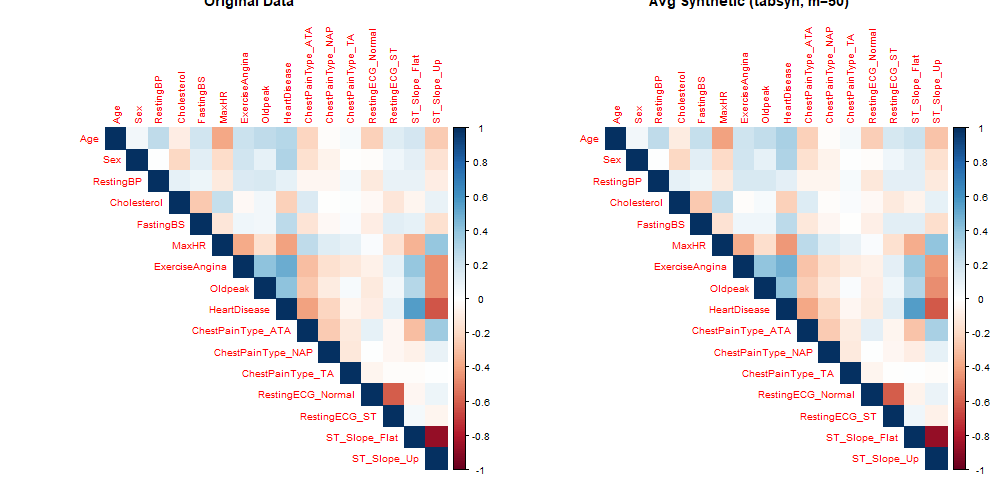 Original Data
Avg Synthetic (tabsyn, m=50)
Age
Sex
RestingBP
Cholesterol
FastingBS
MaxHR
ExerciseAngina
Oldpeak
HeartDisease
ChestPainType_ATA
ChestPainType_NAP
ChestPainType_TA
RestingECG_Normal
RestingECG_ST
ST_Slope_Flat
ST_Slope_Up
Age
Sex
RestingBP
Cholesterol
FastingBS
MaxHR
ExerciseAngina
Oldpeak
HeartDisease
ChestPainType_ATA
ChestPainType_NAP
ChestPainType_TA
RestingECG_Normal
RestingECG_ST
ST_Slope_Flat
ST_Slope_Up
1
0.8
0.6
0.4
0.2
0
-0.2
-0.4
-0.6
-0.8
-1
Age
Sex
RestingBP
Cholesterol
FastingBS
MaxHR
ExerciseAngina
Oldpeak
HeartDisease
ChestPainType_ATA
ChestPainType_NAP
ChestPainType_TA
RestingECG_Normal
RestingECG_ST
ST_Slope_Flat
ST_Slope_Up
Age
Sex
RestingBP
Cholesterol
FastingBS
MaxHR
ExerciseAngina
Oldpeak
HeartDisease
ChestPainType_ATA
ChestPainType_NAP
ChestPainType_TA
RestingECG_Normal
RestingECG_ST
ST_Slope_Flat
ST_Slope_Up
1
0.8
0.6
0.4
0.2
0
-0.2
-0.4
-0.6
-0.8
-1